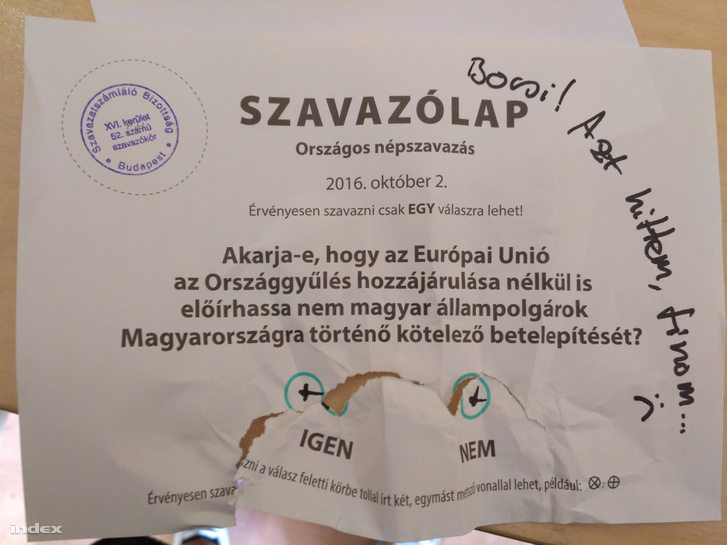 Szavazatszámláló Bizottság
XVI. kerület
52. számú
szavazókör
Budapest
SZAVAZÓLAP
Országos népszavazás
2016. október 2.
Érvényesen szavazni csak EGY válaszra lehet!
Akarja-e, hogy az Európai Unió
az Országgyűlés hozzájárulása nélkül is
előírhassa nem magyar állampolgárok
Magyarországra történő kötelező betelepítését?
IGEN NEM
Érvényesen szava zni a válasz feletti körbe tollal írt két, egymást metsző vonallal lehet, például:
Bocsi! Azt hittem, finom...
index